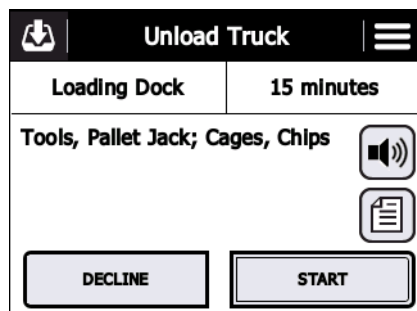 Unload Truck
Loading Dock
15 minutes
Tools, Pallet Jack; Cages, Chips
DECLINE
START